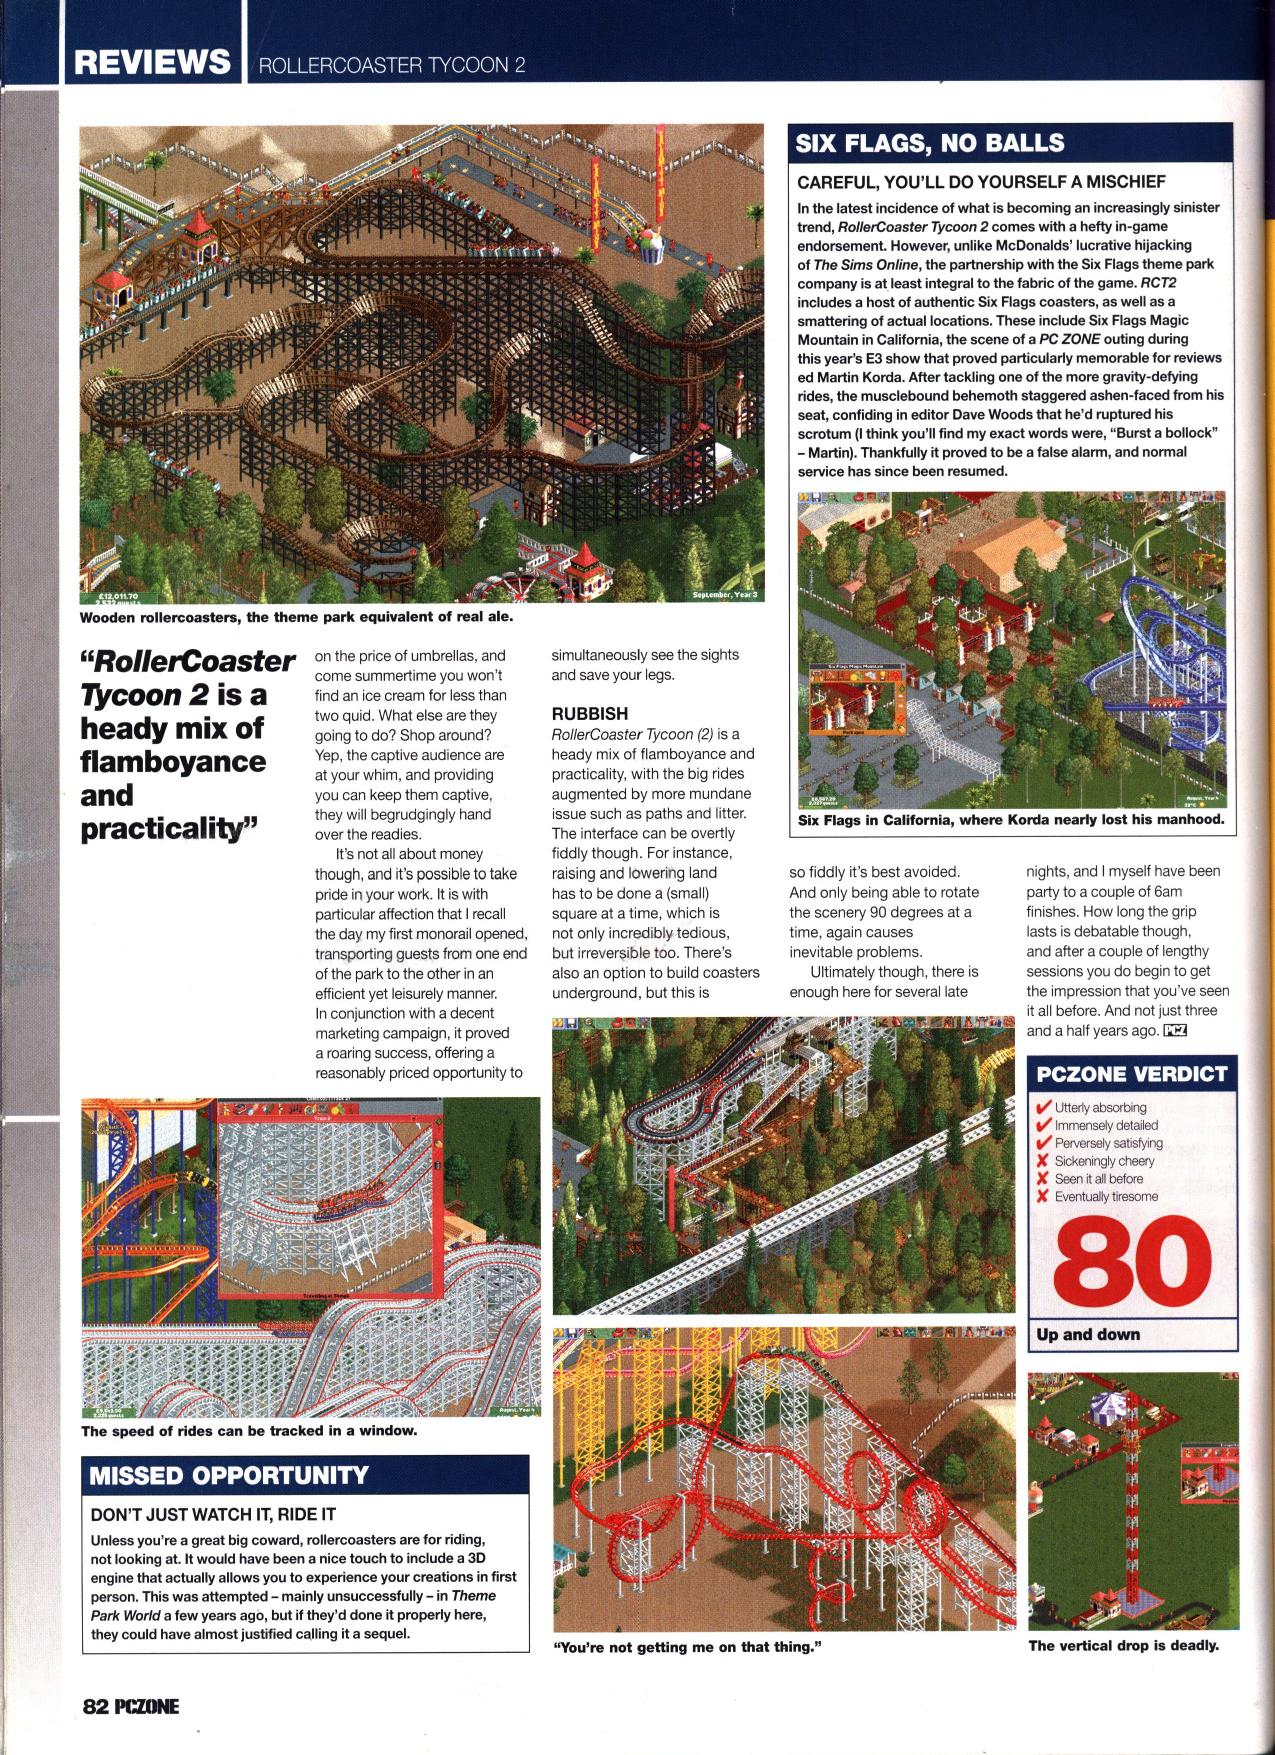 REVIEWS
ROLLERCOASTER TYCOON 2
£12,011.70
2,522 guests
September, Year 3
Wooden rollercoasters, the theme park equivalent of real ale.
“RollerCoaster
Tycoon 2 is a
heady mix of
flamboyance
and
practicality”
on the price of umbrellas, and
come summertime you won’t
find an ice cream for less than
two quid. What else are they
going to do? Shop around?
Yep, the captive audience are
at your whim, and providing
you can keep them captive,
they will begrudgingly hand
over the readies.
It’s not all about money
though, and it’s possible to take
pride in your work. It is with
particular affection that I recall
the day my first monorail opened,
transporting guests from one end
of the park to the other in an
efficient yet leisurely manner.
In conjunction with a decent
marketing campaign, it proved
a roaring success, offering a
reasonably priced opportunity to
simultaneously see the sights
and save your legs.
RUBBISH
RollerCoaster Tycoon (2) is a
heady mix of flamboyance and
practicality, with the big rides
augmented by more mundane
issue such as paths and litter.
The interface can be overtly
fiddly though. For instance,
raising and lowering land
has to be done a (small)
square at a time, which is
not only incredibly tedious,
but irreversible too. There’s
also an option to build coasters
underground, but this is
so fiddly it’s best avoided.
And only being able to rotate
the scenery 90 degrees at a
time, again causes
inevitable problems.
Ultimately though, there is
enough here for several late
nights, and I myself have been
party to a couple of 6am
finishes. How long the grip
lasts is debatable though,
and after a couple of lengthy
sessions you do begin to get
the impression that you’ve seen
it all before. And not just three
and a half years ago. PCZ
SIX FLAGS, NO BALLS
CAREFUL, YOU’LL DO YOURSELF A MISCHIEF
In the latest incidence of what is becoming an increasingly sinister
trend, RollerCoaster Tycoon 2 comes with a hefty in-game
endorsement. However, unlike McDonalds’ lucrative hijacking
of The Sims Online, the partnership with the Six Flags theme park
company is at least integral to the fabric of the game. RCT2
includes a host of authentic Six Flags coasters, as well as a
smattering of actual locations. These include Six Flags Magic
Mountain in California, the scene of a PC ZONE outing during
this year’s E3 show that proved particularly memorable for reviews
ed Martin Korda. After tackling one of the more gravity-defying
rides, the musclebound behemoth staggered ashen-faced from his
seat, confiding in editor Dave Woods that he’d ruptured his
scrotum (I think you’ll find my exact words were, “Burst a bollock”
– Martin). Thankfully it proved to be a false alarm, and normal
service has since been resumed.
Six Flags Magic Mountain
Park open
August, Year 4
Six Flags in California, where Korda nearly lost his manhood.
August, Year 4
The speed of rides can be tracked in a window.
MISSED OPPORTUNITY
DON’T JUST WATCH IT, RIDE IT
Unless you’re a great big coward, rollercoasters are for riding,
not looking at. It would have been a nice touch to include a 3D
engine that actually allows you to experience your creations in first
person. This was attempted – mainly unsuccessfully – in Theme
Park World a few years ago, but if they’d done it properly here,
they could have almost justified calling it a sequel.
“You’re not getting me on that thing.”
PCZONE VERDICT
✓ Utterly absorbing
✓ Immensely detailed
✓ Perversely satisfying
✗ Sickeningly cheery
✗ Seen it all before
✗ Eventually tiresome
80
Up and down
The vertical drop is deadly.
82 PCZONE